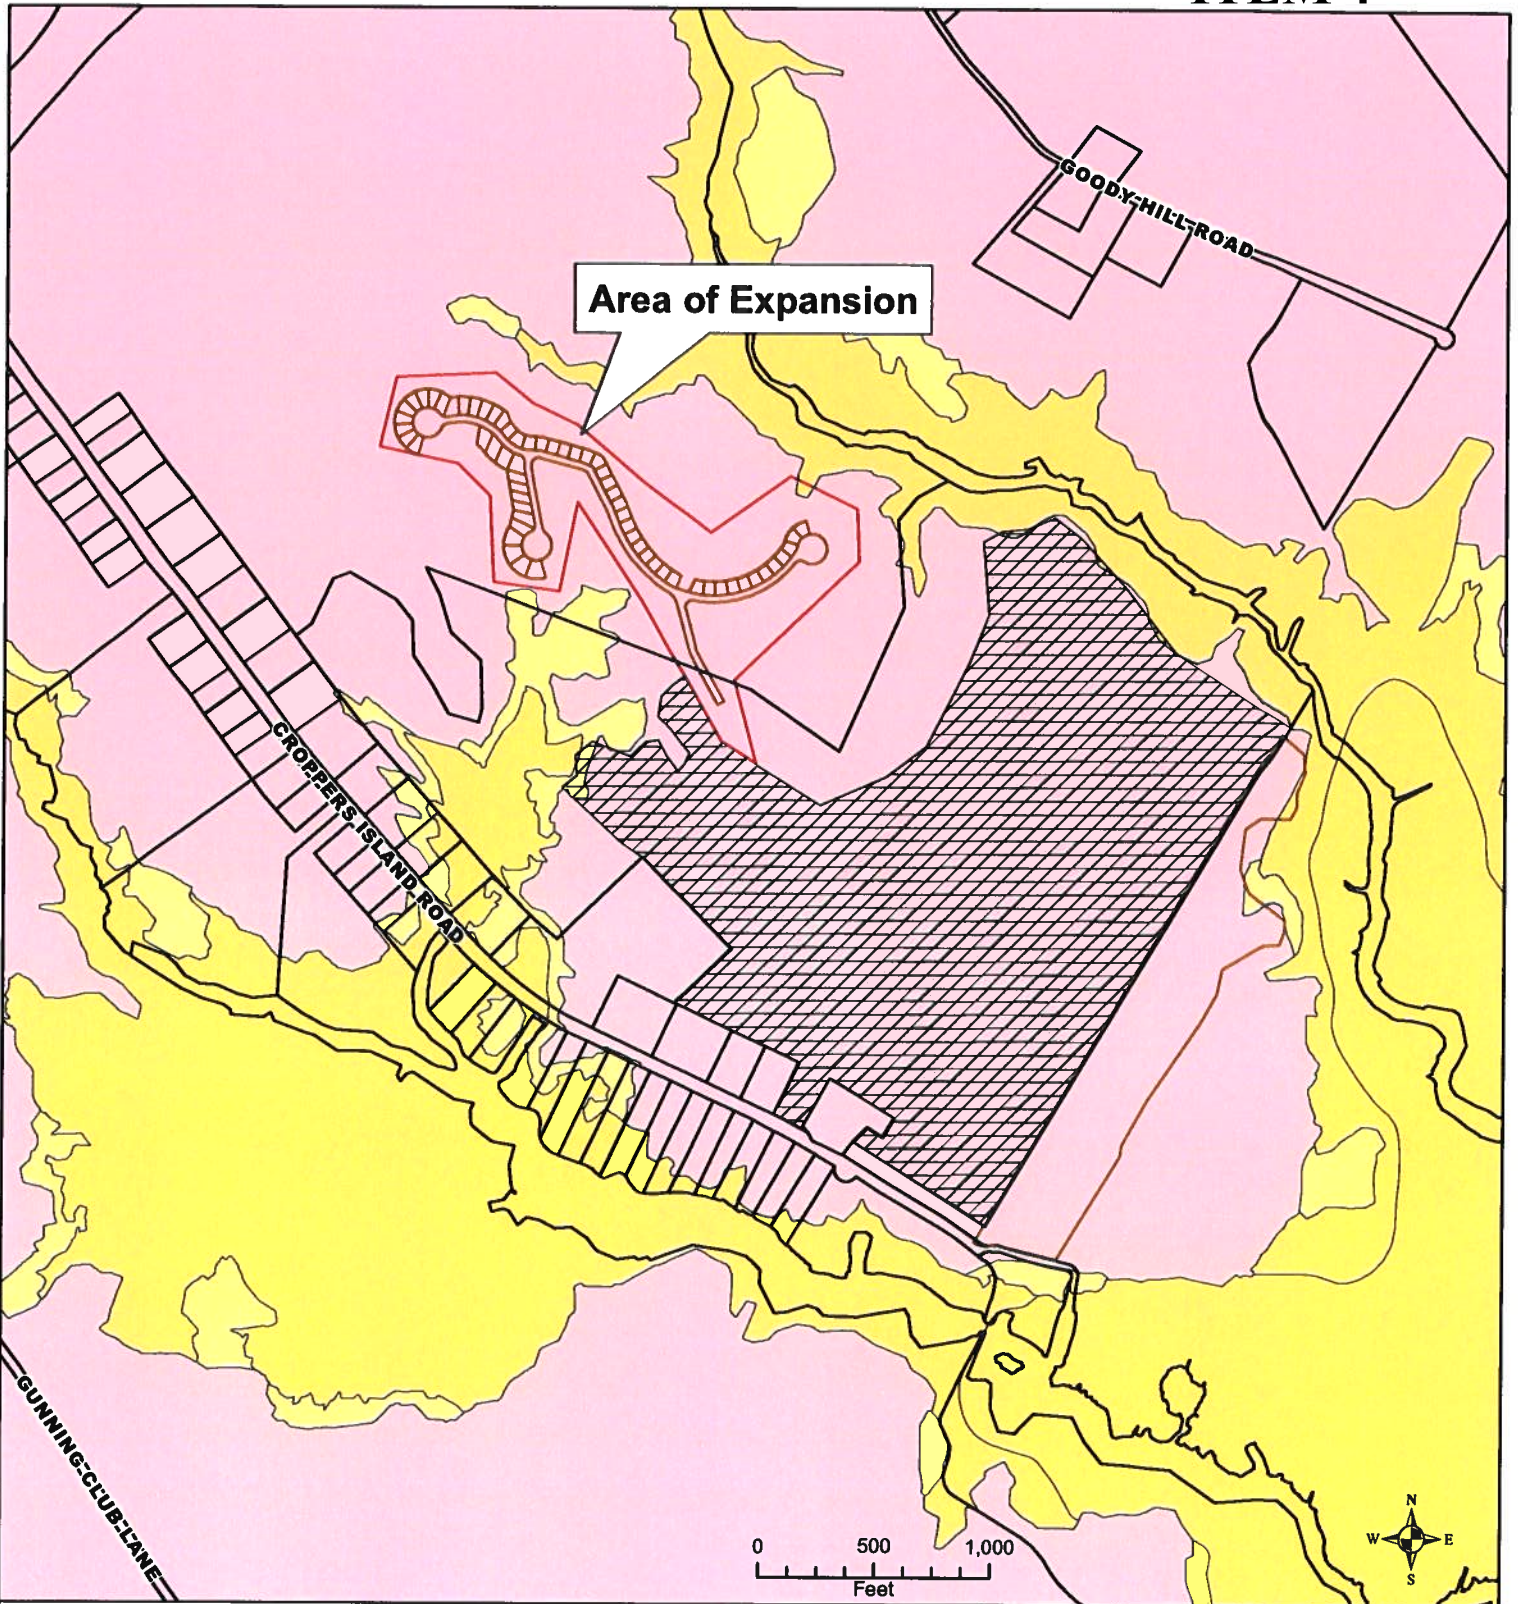 GOODY HILL ROAD
Area of Expansion
CROPPERS ISLAND ROAD
GUNNING CLUB LANE
0 500 1,000
Feet
N
W E
S